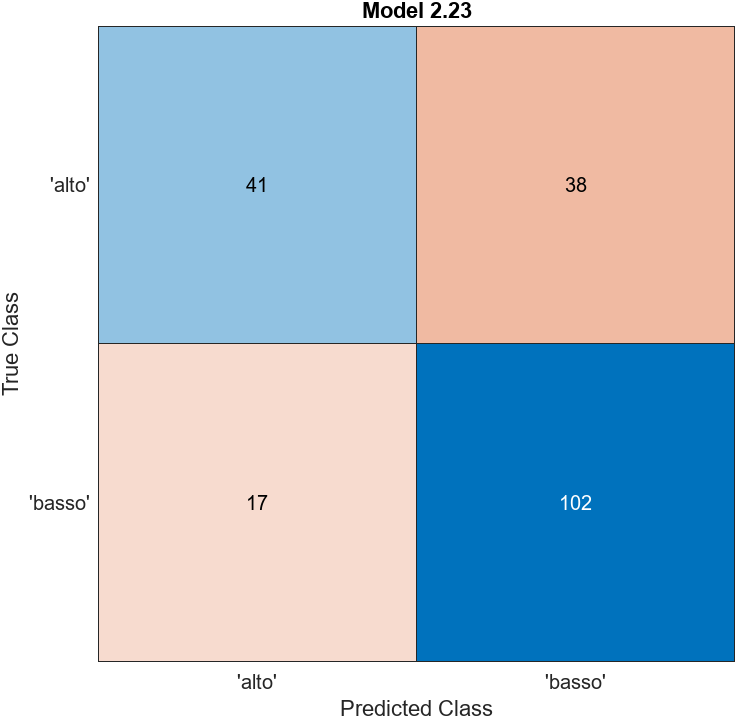 Model 2.23
True Class
'alto'
41
38
'basso'
17
102
'alto'
'basso'
Predicted Class